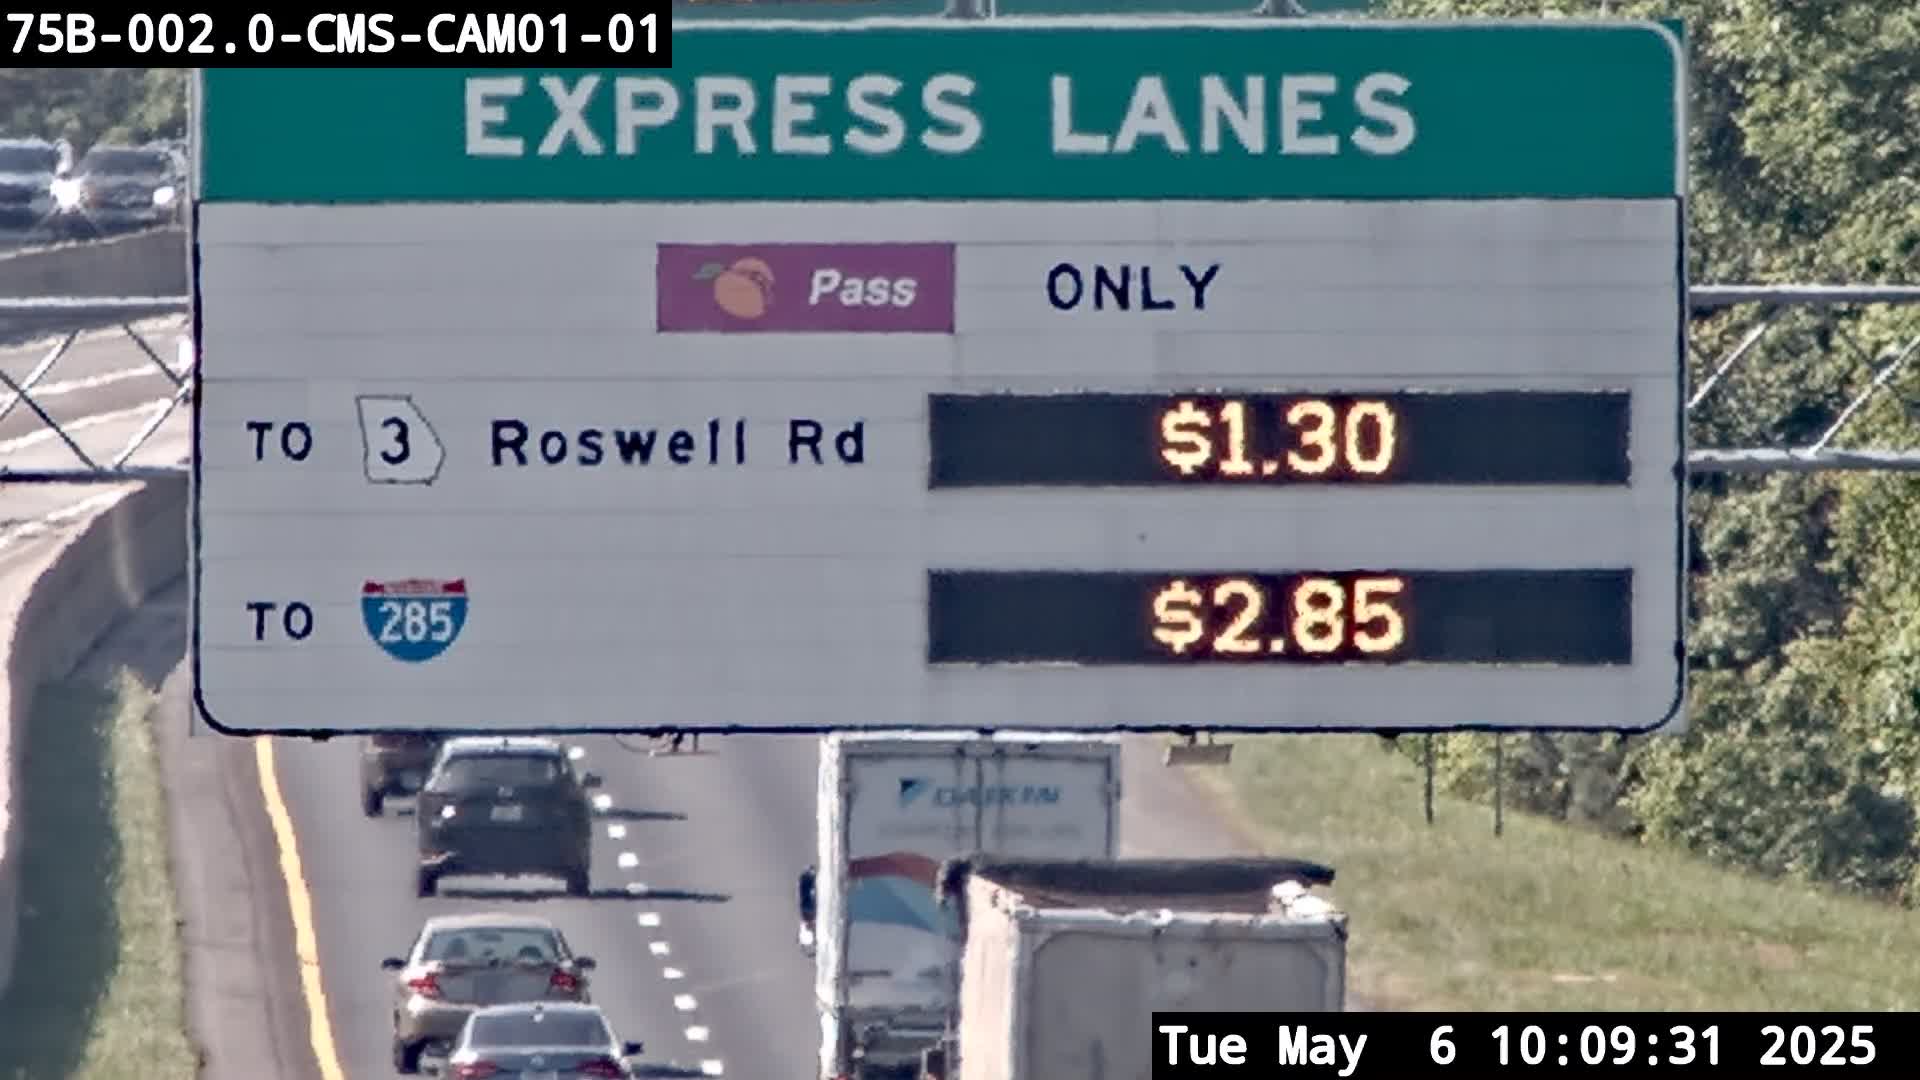 75B-002.0-CMS-CAM01-01
EXPRESS LANES
Pass ONLY
TO 3 Roswell Rd $1.30
TO 285 $2.85
DAIKIN
Tue May 6 10:09:31 2025